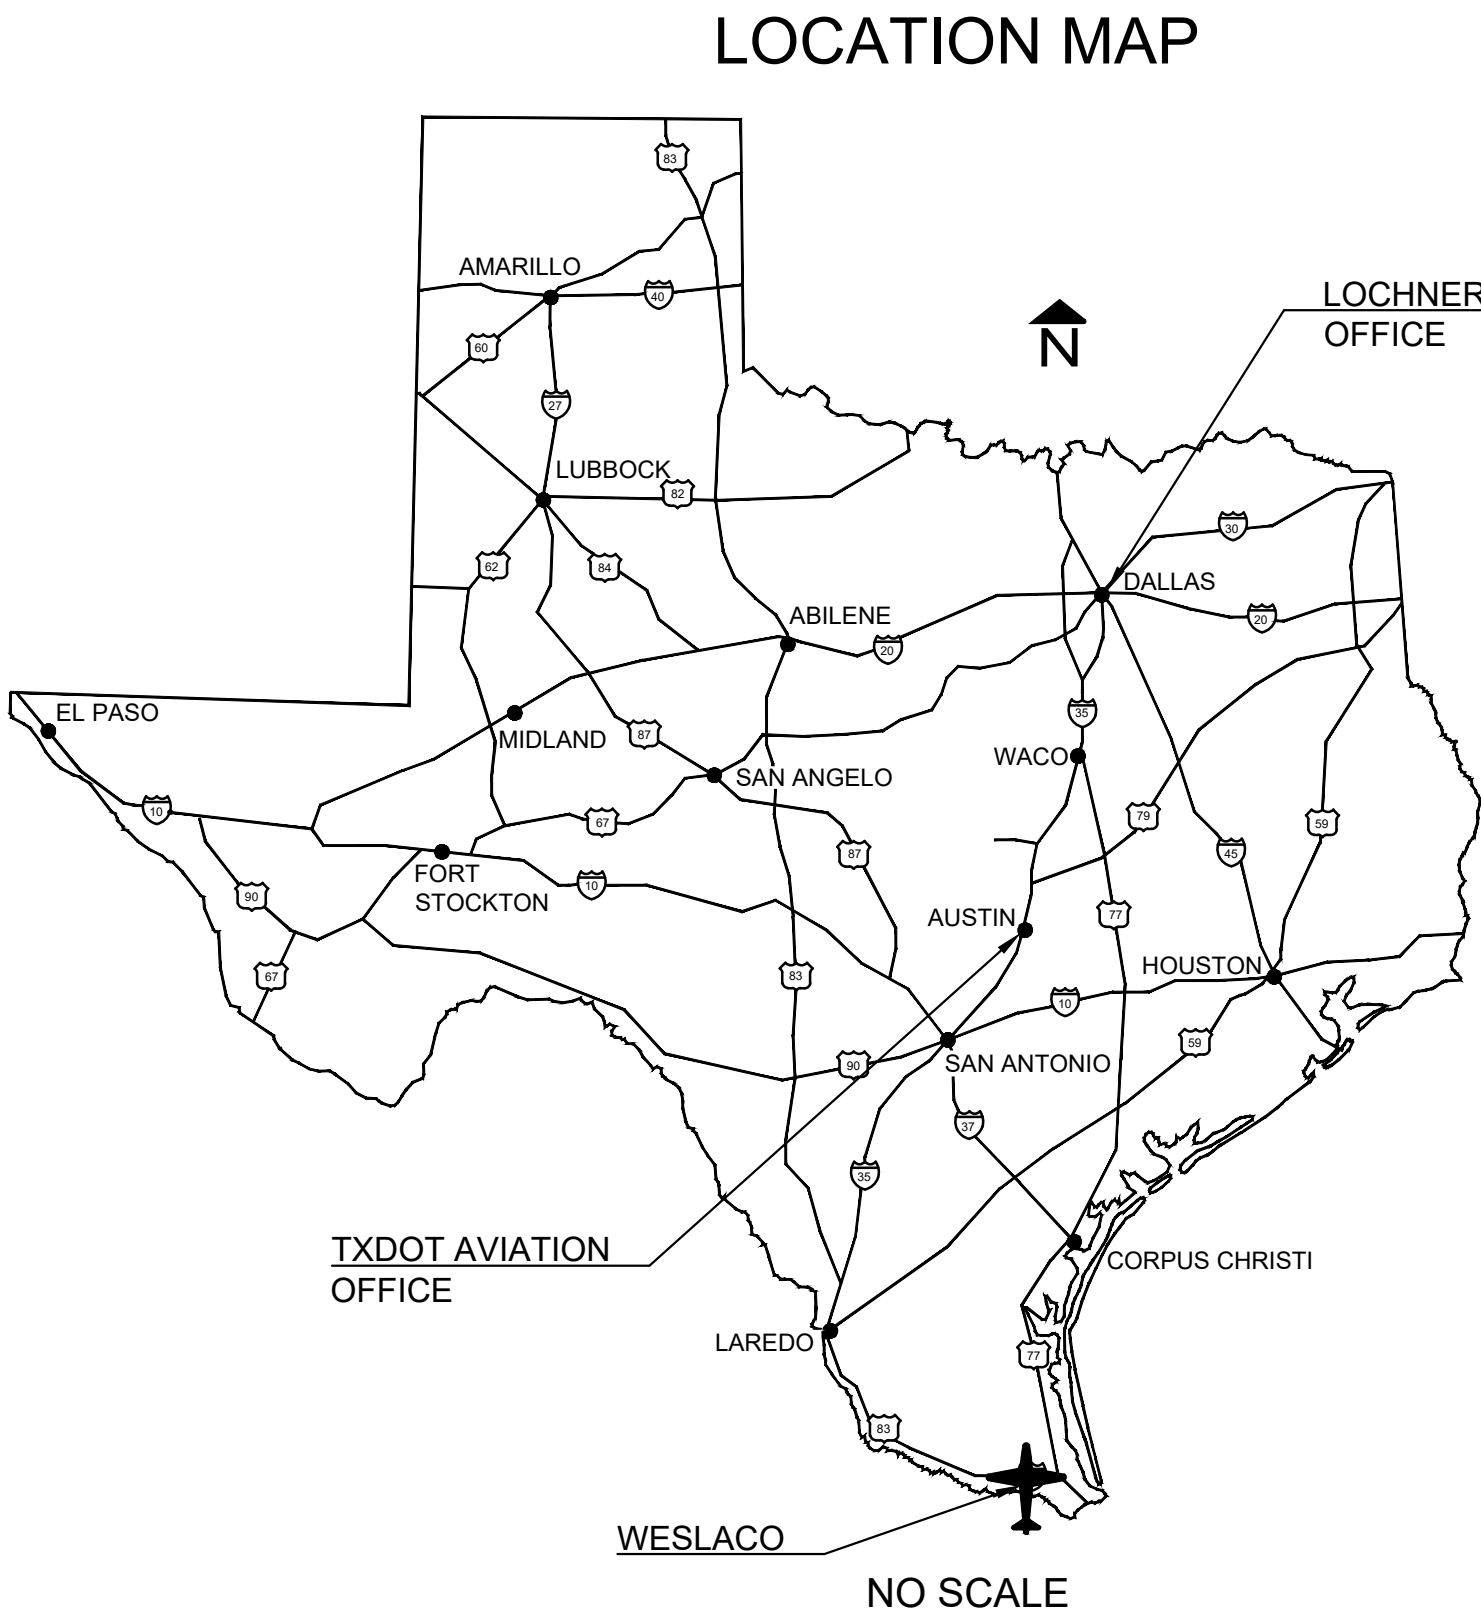 LOCATION MAP
83
AMARILLO
40
LOCHNER
OFFICE
N
60
27
LUBBOCK
82
30
62
84
DALLAS
ABILENE
20
20
EL PASO
MIDLAND
87
35
WACO
SAN ANGELO
10
67
79
59
87
45
FORT
STOCKTON
10
90
AUSTIN
77
HOUSTON
67
83
10
59
90
SAN ANTONIO
37
35
TXDOT AVIATION
OFFICE
CORPUS CHRISTI
LAREDO
77
83
WESLACO
NO SCALE